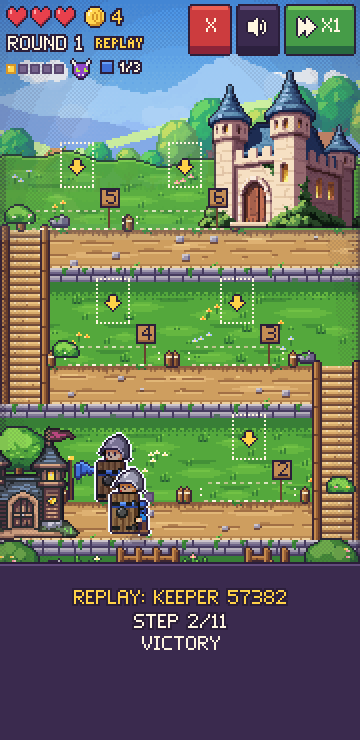 4
X
X1
ROUND 1 REPLAY
1/3
5
6
4
3
2
REPLAY: KEEPER 57382
STEP 2/11
VICTORY